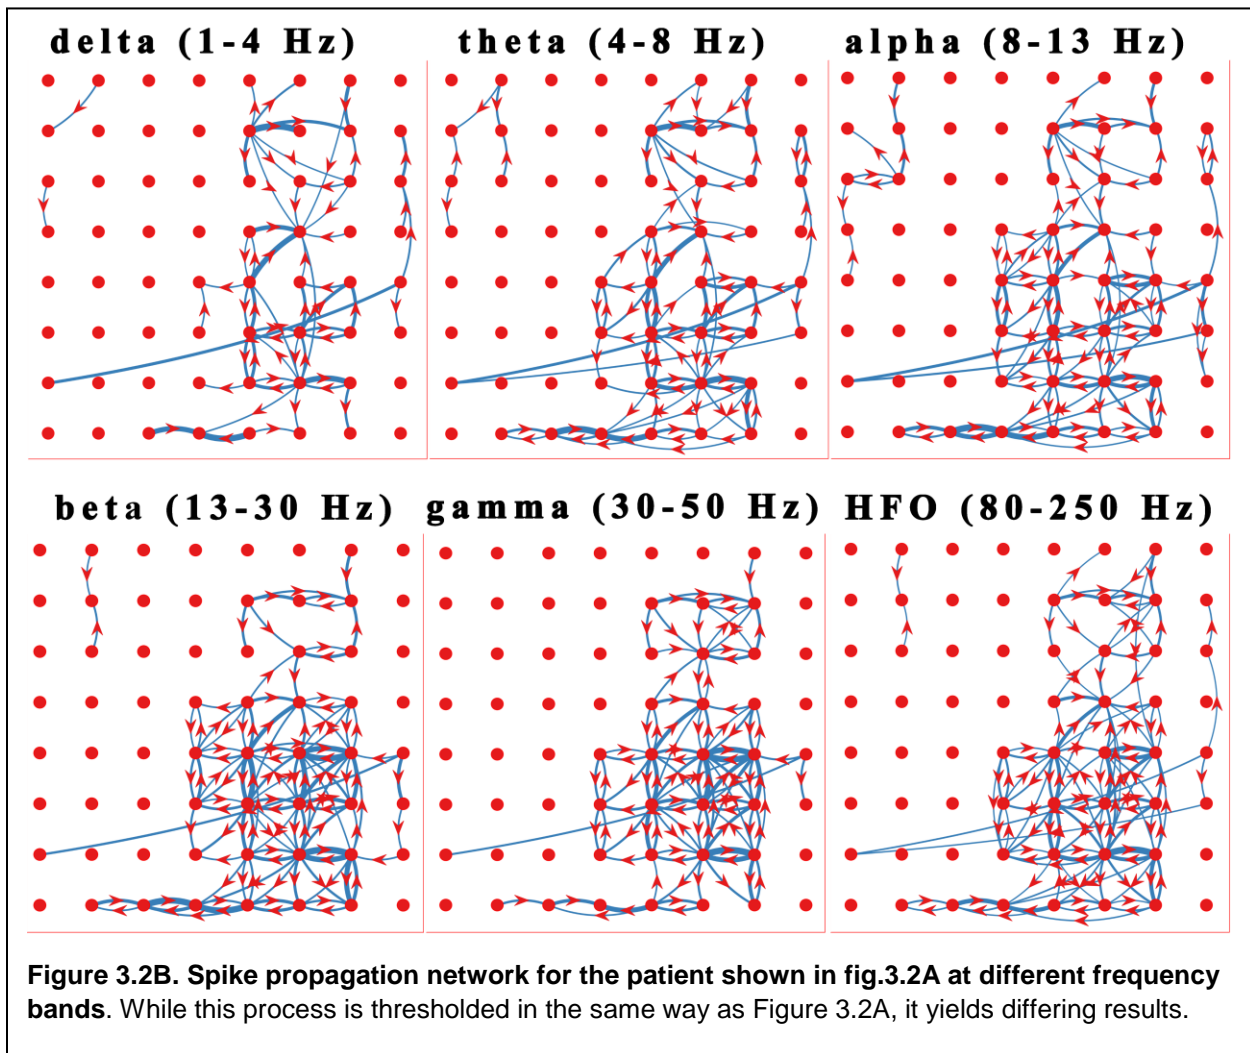 delta (1-4 Hz)
theta (4-8 Hz)
alpha (8-13 Hz)
beta (13-30 Hz)
gamma (30-50 Hz)
HFO (80-250 Hz)
Figure 3.2B. Spike propagation network for the patient shown in fig.3.2A at different frequency
bands. While this process is thresholded in the same way as Figure 3.2A, it yields differing results.